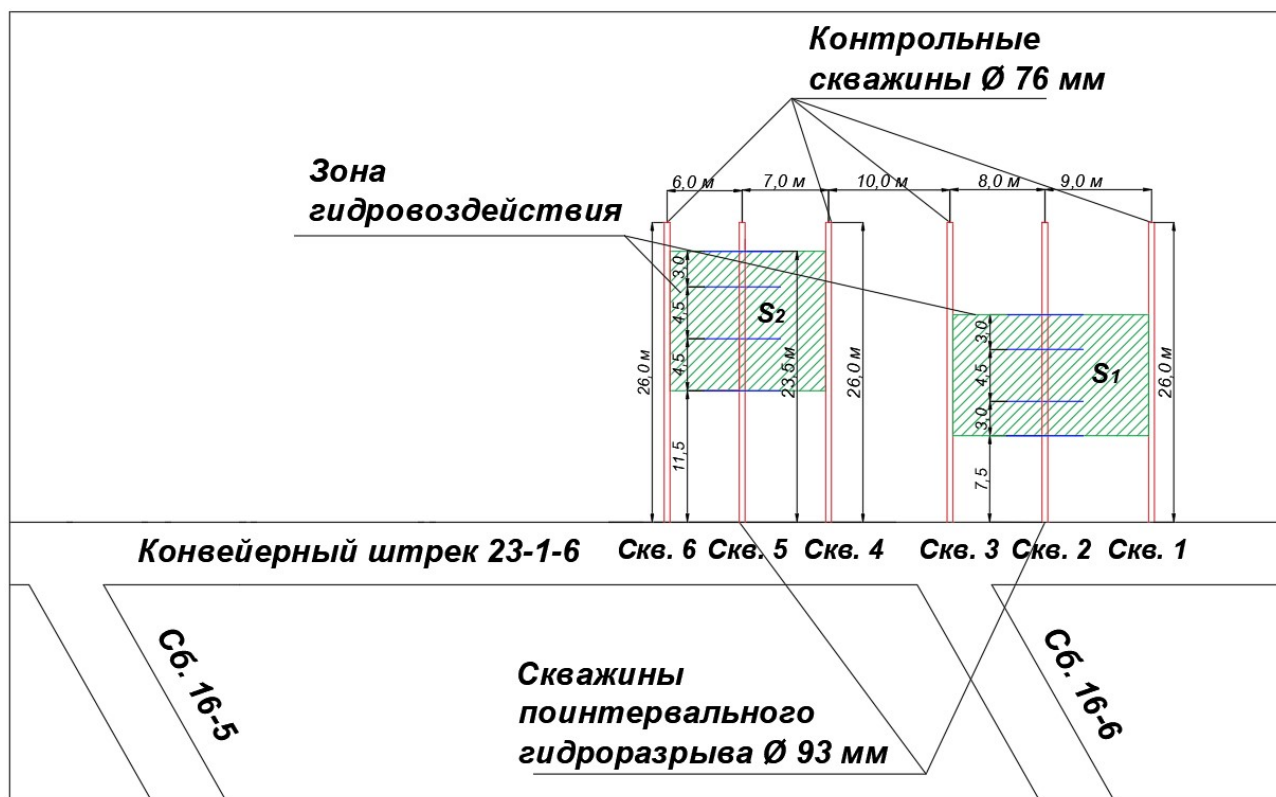 Контрольные
скважины Ø 76 мм
Зона
гидровоздействия
6,0 м
7,0 м
10,0 м
8,0 м
9,0 м
26,0 м
3,0
4,5
4,5
11,5
S2
23,5 м
26,0 м
3,0
4,5
3,0
7,5
S1
26,0 м
Конвейерный штрек 23-1-6
Скв. 6 Скв. 5 Скв. 4 Скв. 3 Скв. 2 Скв. 1
Сб. 16-5
Скважины
поинтервального
гидроразрыва Ø 93 мм
Сб. 16-6